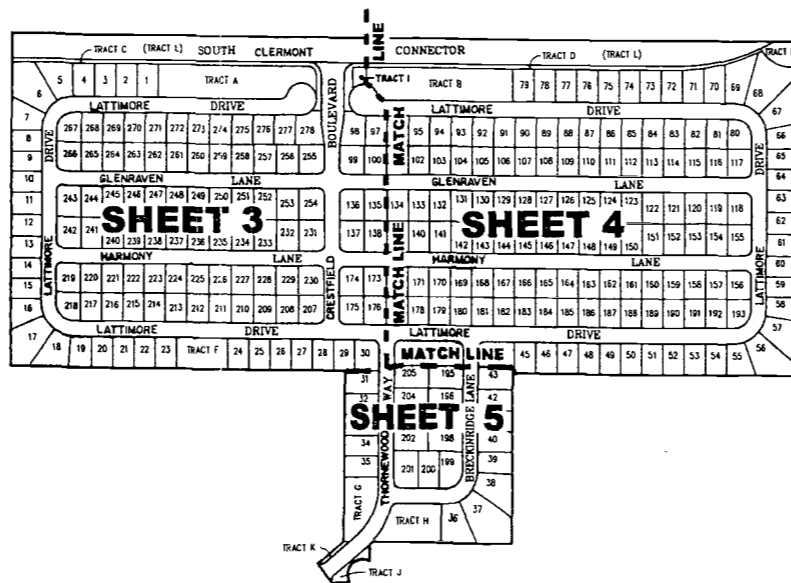 TRACT C (TRACT L) SOUTH CLERMONT LINE CONNECTOR TRACT D (TRACT L)
5 4 3 2 1 TRACT A TRACT I TRACT B 79 78 77 76 75 74 73 72 71 70 69
6 68
LATTIMORE DRIVE BOULEVARD LATTIMORE DRIVE 67
7 267 268 269 270 271 272 273 274 275 276 277 278 98 97 MATCH 95 94 93 92 91 90 89 88 87 86 85 84 83 82 81 80 66
8 DRIVE 65
9 266 265 264 263 262 261 260 259 258 257 256 255 99 100 102 103 104 105 106 107 108 109 110 111 112 113 114 115 116 117 DRIVE
10 GLENRAVEN LANE GLENRAVEN LANE 64
11 243 244 245 246 247 248 249 250 251 252 253 254 136 135 134 133 132 131 130 129 128 127 126 125 124 123 122 121 120 119 118 63
12 SHEET 3 SHEET 4 62
13 242 241 240 239 238 237 236 235 234 233 232 231 137 138 140 141 142 143 144 145 146 147 148 149 150 151 152 153 154 155 61
14 HARMONY LANE MATCH LINE HARMONY LANE 60
15 LATTIMORE 219 220 221 222 223 224 225 226 227 228 229 230 CRESTFIELD 174 173 171 170 169 168 167 166 165 164 163 162 161 160 159 158 157 156 LATTIMORE 59
16 218 217 216 215 214 213 212 211 210 209 208 207 175 176 178 179 180 181 182 183 184 185 186 187 188 189 190 191 192 193 58
17 LATTIMORE DRIVE LATTIMORE DRIVE 57
18 19 20 21 22 23 TRACT F 24 25 26 27 28 29 30 MATCH LINE 45 46 47 48 49 50 51 52 53 54 55 56
31 205 195 43
32 WAY 204 196 42
SHEET 5
34 202 198 40
35 201 200 199 39
THORNEWOOD BRECKINRIDGE LANE 38
TRACT G TRACT H 36 37
TRACT K
TRACT J